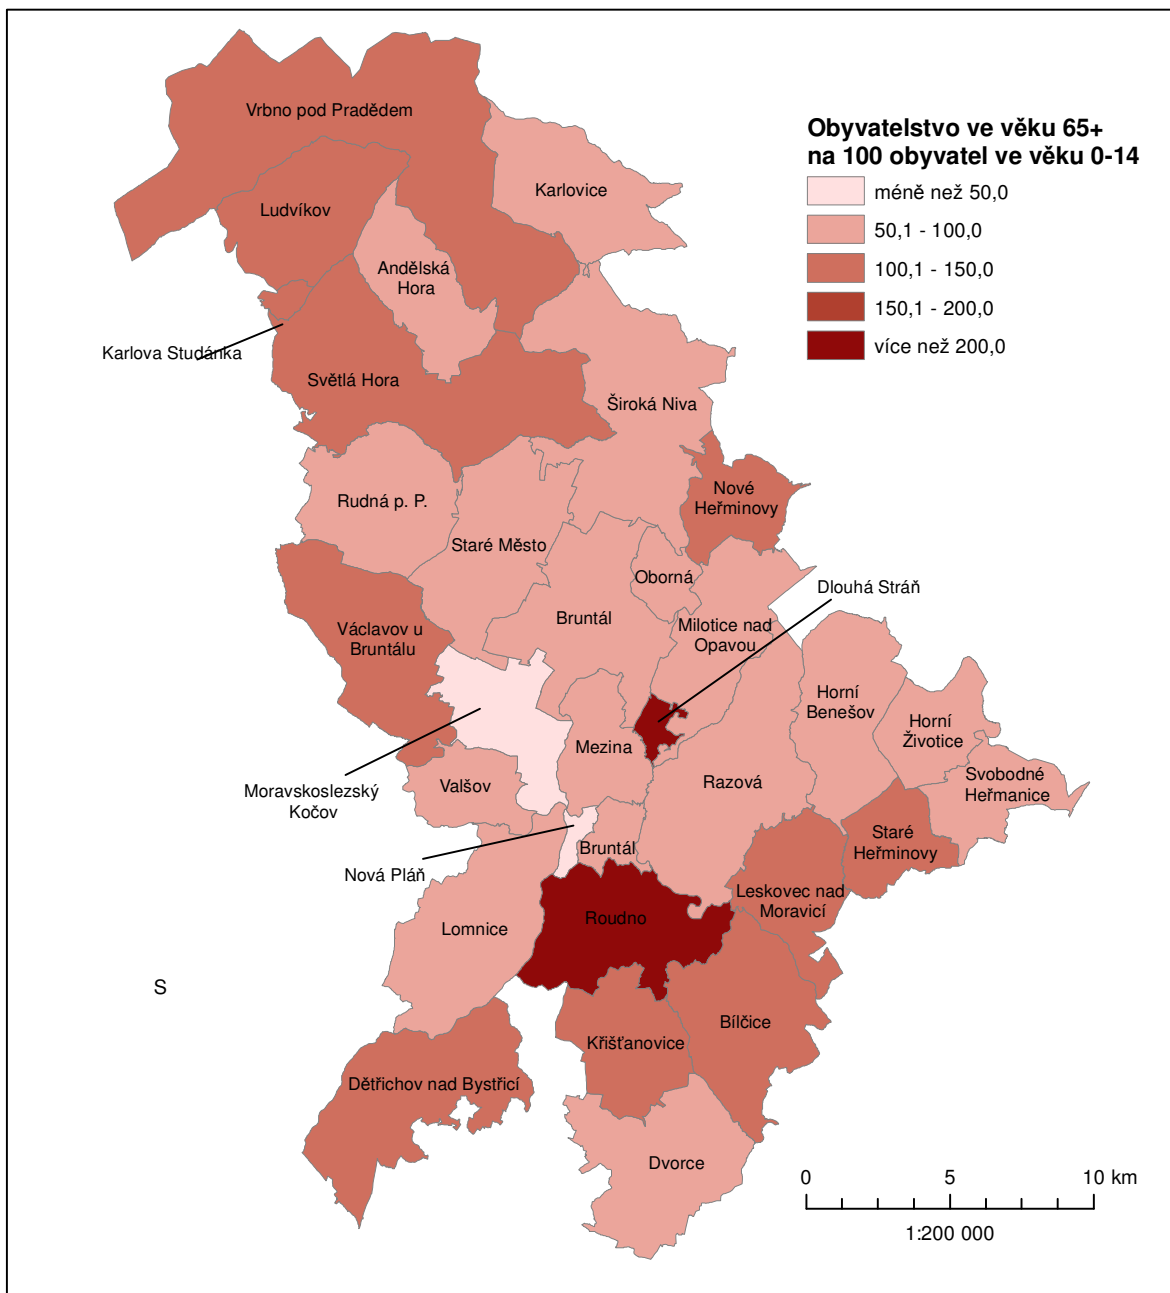 Vrbno pod Pradědem
Obyvatelstvo ve věku 65+
na 100 obyvatel ve věku 0-14
méně než 50,0
50,1 - 100,0
100,1 - 150,0
150,1 - 200,0
více než 200,0
Karlovice
Ludvíkov
Andělská
Hora
Karlova Studánka
Světlá Hora
Široká Niva
Rudná p. P.
Nové
Heřminovy
Staré Město
Oborná
Dlouhá Stráň
Bruntál
Milotice nad
Opavou
Václavov u
Bruntálu
Horní
Benešov
Horní
Životice
Mezina
Svobodné
Heřmanice
Razová
Valšov
Moravskoslezský
Kočov
Staré
Heřminovy
Bruntál
Nová Pláň
Leskovec nad
Moravicí
Roudno
Lomnice
S
Bílčice
Křišťanovice
Dětřichov nad Bystřicí
Dvorce
0 5 10 km
1:200 000